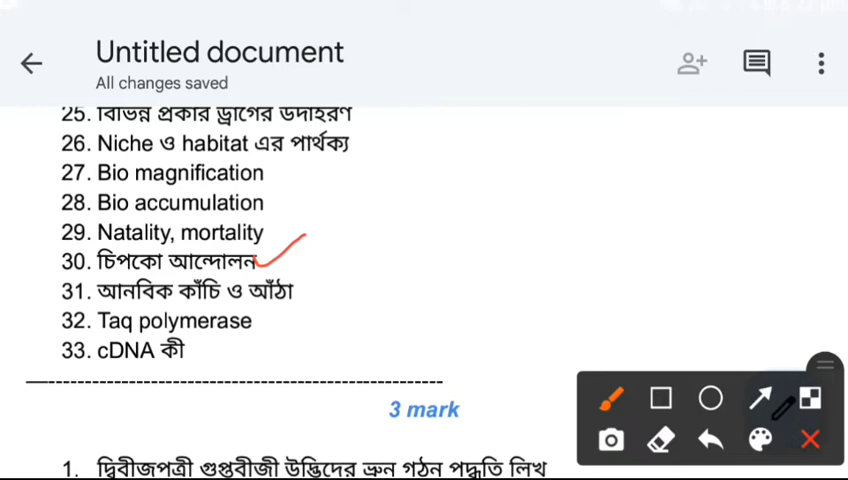 Untitled document
All changes saved
25. বিভিন্ন প্রকার ড্রাগের উদাহরণ
26. Niche ও habitat এর পার্থক্য
27. Bio magnification
28. Bio accumulation
29. Natality, mortality
30. চিপকো আন্দোলন
31. আনবিক কাঁচি ও আঁঠা
32. Taq polymerase
33. cDNA কী
3 mark
1. দ্বিবীজপত্রী গুপ্তবীজী উদ্ভিদের ভ্রুন গঠন পদ্ধতি লিখ